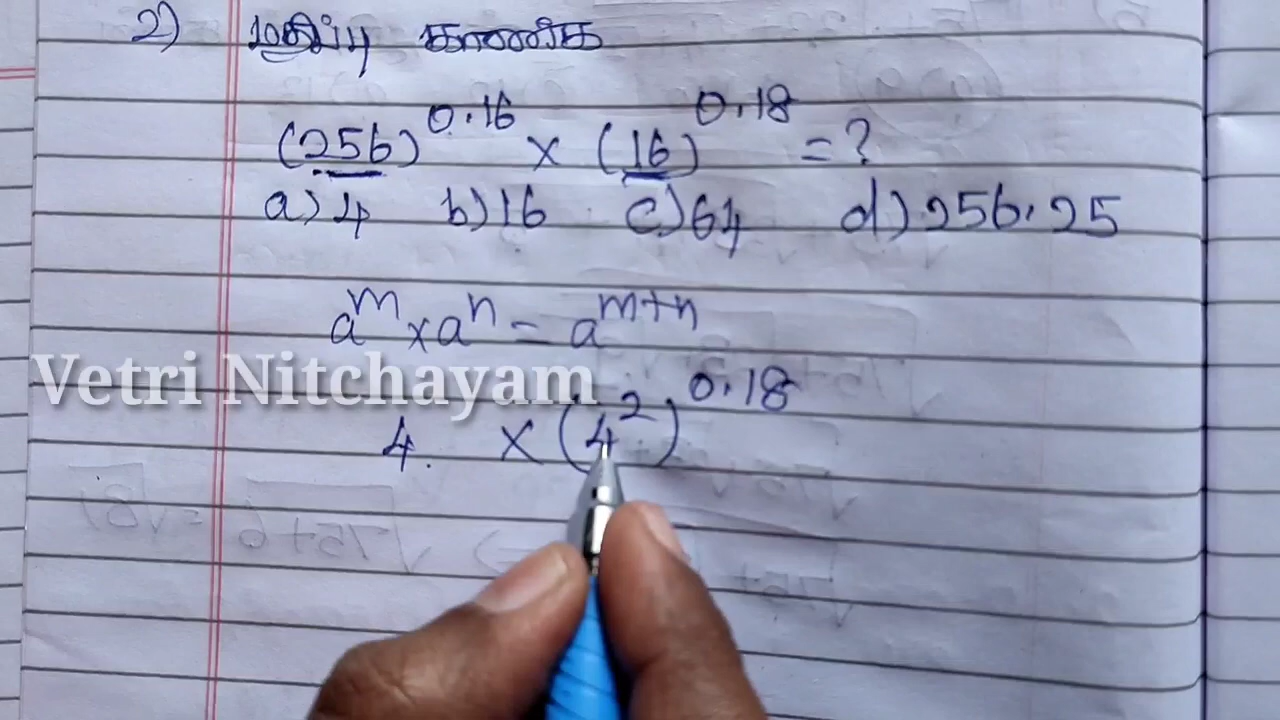 2) மதிப்பு காண்க
(256)^0.16 × (16)^0.18 = ?
a) 4 b) 16 c) 64 d) 256.25
a^m × a^n = a^m+n
Vetri Nitchayam
4 × (4^2)^0.18